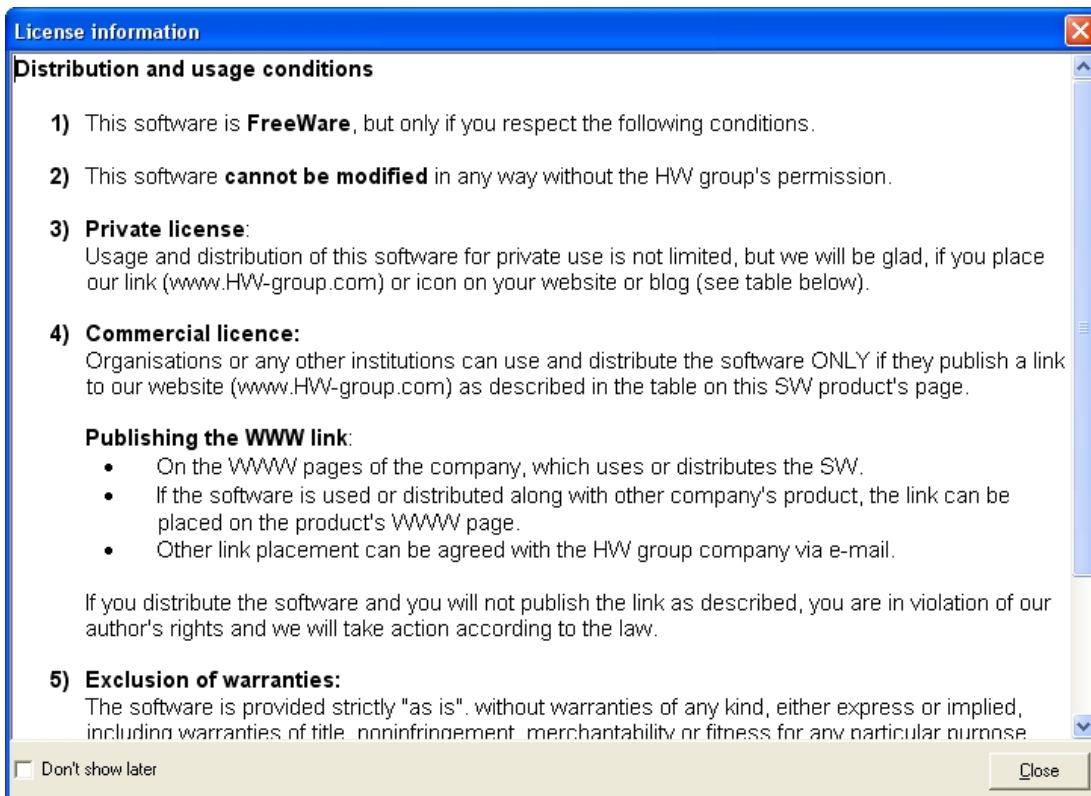 License information
Distribution and usage conditions
1) This software is FreeWare, but only if you respect the following conditions.
2) This software cannot be modified in any way without the HW group's permission.
3) Private license:
Usage and distribution of this software for private use is not limited, but we will be glad, if you place
our link (www.HW-group.com) or icon on your website or blog (see table below).
4) Commercial licence:
Organisations or any other institutions can use and distribute the software ONLY if they publish a link
to our website (www.HW-group.com) as described in the table on this SW product's page.
Publishing the WWW link:
• On the WWW pages of the company, which uses or distributes the SW.
• If the software is used or distributed along with other company's product, the link can be
placed on the product's WWW page.
• Other link placement can be agreed with the HW group company via e-mail.
If you distribute the software and you will not publish the link as described, you are in violation of our
author's rights and we will take action according to the law.
5) Exclusion of warranties:
The software is provided strictly "as is". without warranties of any kind, either express or implied,
including warranties of title, noninfringement, merchantability or fitness for any particular purpose
Don't show later
Close